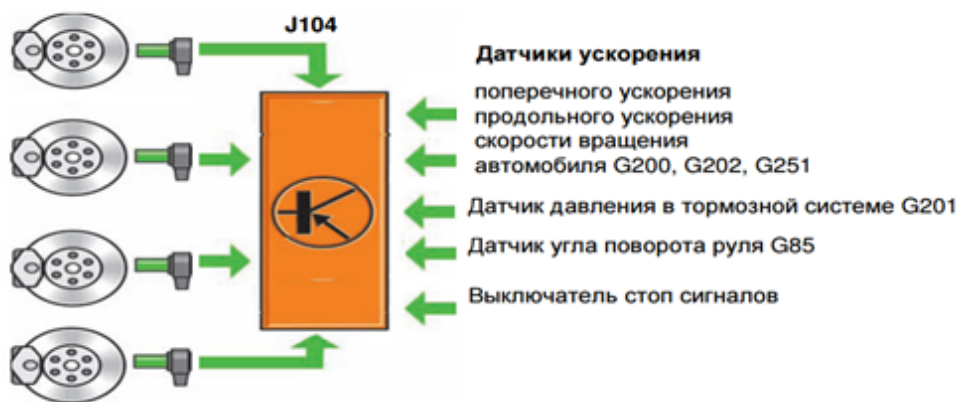 J104
Датчики ускорения
поперечного ускорения
продольного ускорения
скорости вращения
автомобиля G200, G202, G251
Датчик давления в тормозной системе G201
Датчик угла поворота руля G85
Выключатель стоп сигналов